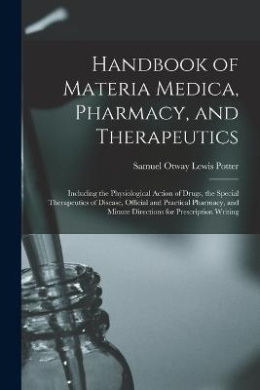 HANDBOOK OF
MATERIA MEDICA,
PHARMACY, AND
THERAPEUTICS
Samuel Otway Lewis Potter
Including the Physiological Action of Drugs, the Special
Therapeutics of Disease, Official and Practical Pharmacy, and
Minute Directions for Prescription Writing